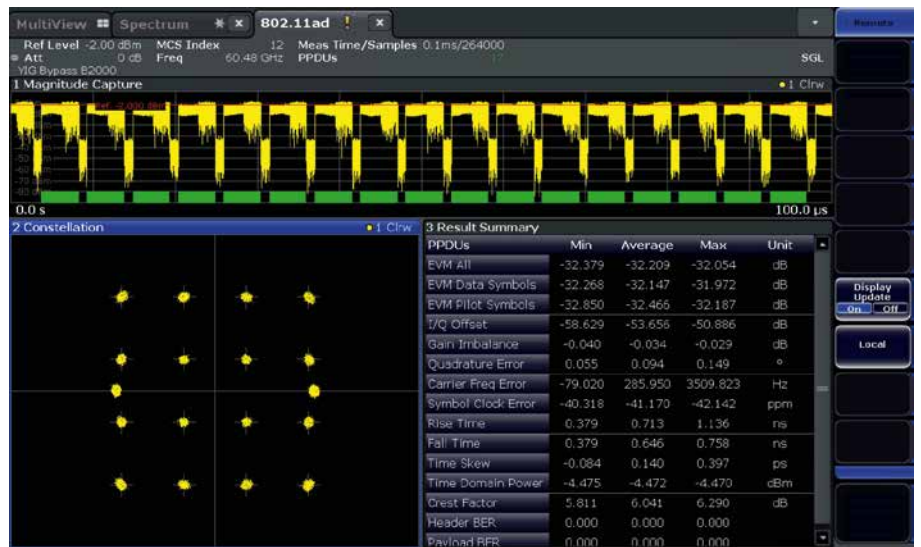 MultiView Spectrum * x 802.11ad ! x
Remote
Ref Level -2.00 dBm MCS Index 12 Meas Time/Samples 0.1ms/264000
Att 0 dB Freq 60.48 GHz PPDUs 17 SGL
YIG Bypass B2000
1 Magnitude Capture 1 Clrw
0.0 s 100.0 µs
2 Constellation 1 Clrw
3 Result Summary
PPDUs Min Average Max Unit
EVM All -32.379 -32.209 -32.054 dB
EVM Data Symbols -32.268 -32.147 -31.972 dB
EVM Pilot Symbols -32.850 -32.466 -32.187 dB
I/Q Offset -58.629 -53.656 -50.886 dB
Gain Imbalance -0.040 -0.034 -0.029 dB
Quadrature Error 0.055 0.094 0.149 °
Carrier Freq Error -79.020 285.950 3509.823 Hz
Symbol Clock Error -40.318 -41.170 -42.142 ppm
Rise Time 0.379 0.713 1.136 ns
Fall Time 0.379 0.646 0.758 ns
Time Skew -0.084 0.140 0.397 ps
Time Domain Power -4.475 -4.472 -4.470 dBm
Crest Factor 5.811 6.041 6.290 dB
Header BER 0.000 0.000 0.000
Payload BER 0.000 0.000 0.000
Display
Update
On Off
Local